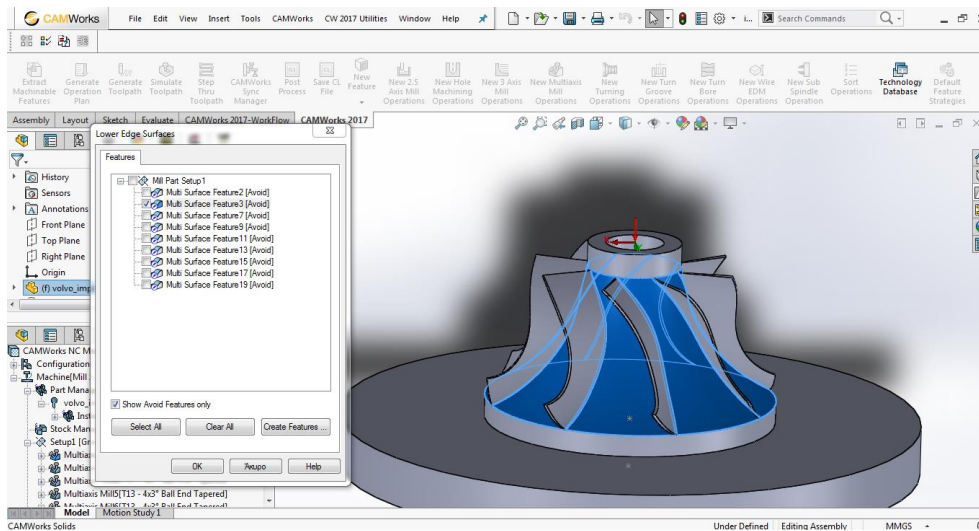 CAMWorks File Edit View Insert Tools CAMWorks CW 2017 Utilities Window Help i... Search Commands
Extract Machinable Features
Generate Operation Plan
Generate Toolpath
Simulate Toolpath
Step Thru Toolpath
CAMWorks Sync Manager
Post Process
Save CL File
New Feature
New 2.5 Axis Mill Operations
New Hole Machining Operations
New 3 Axis Mill Operations
New Multiaxis Mill Operations
New Turning Operations
New Turn Groove Operations
New Turn Bore Operations
New Wire EDM Operations
New Sub Spindle Operation
Sort Operations
Technology Database
Default Feature Strategies
Assembly Layout Sketch Evaluate CAMWorks 2017-WorkFlow CAMWorks 2017
Lower Edge Surfaces
Features
Mill Part Setup1
Multi Surface Feature2 [Avoid]
Multi Surface Feature3 [Avoid]
Multi Surface Feature7 [Avoid]
Multi Surface Feature9 [Avoid]
Multi Surface Feature11 [Avoid]
Multi Surface Feature13 [Avoid]
Multi Surface Feature15 [Avoid]
Multi Surface Feature17 [Avoid]
Multi Surface Feature19 [Avoid]
Show Avoid Features only
Select All Clear All Create Features ...
OK Άκυρο Help
History
Sensors
Annotations
Front Plane
Top Plane
Right Plane
Origin
(f) volvo_imp
CAMWorks NC M
Configuration
Machine[Mill
Part Mana
volvo_i
Inst
Stock Man
Setup1 [Gr
Multia
Multia
Multia
Multiaxis Mill5[T13 - 4x3° Ball End Tapered]
Model Motion Study 1
CAMWorks Solids Under Defined Editing Assembly MMGS